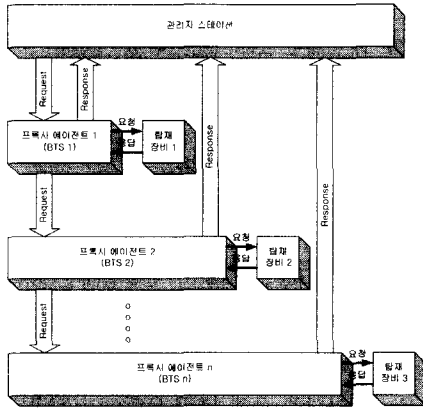 관리자 스테이션
Request
Response
프록시 에이전트 1
(BTS 1)
요청
응답
탑재
장비 1
Request
Response
프록시 에이전트 2
(BTS 2)
요청
응답
탑재
장비 2
Request
Response
프록시 에이전트 n
(BTS n)
요청
응답
탑재
장비 3